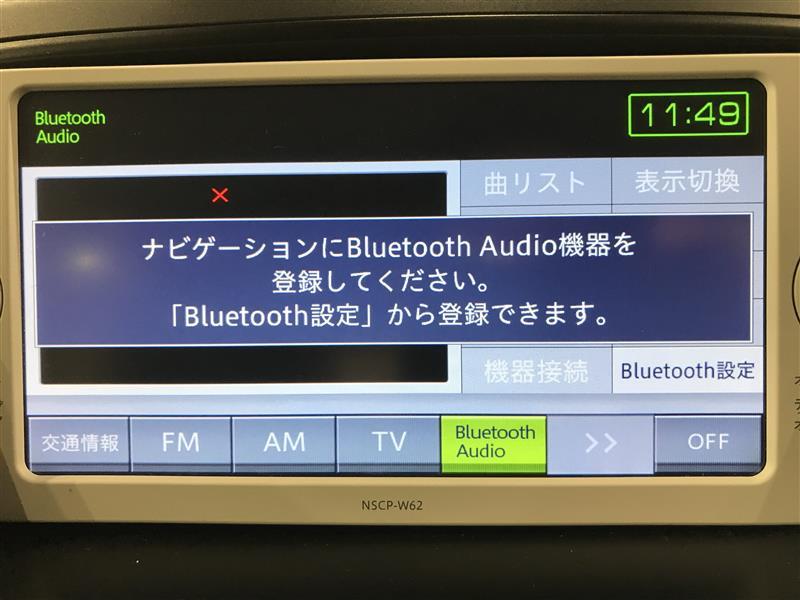 Bluetooth
Audio
11:49
曲リスト
表示切換
ナビゲーションにBluetooth Audio機器を
登録してください。
「Bluetooth設定」から登録できます。
機器接続
Bluetooth設定
交通情報
FM
AM
TV
Bluetooth
Audio
>>
OFF
NSCP-W62